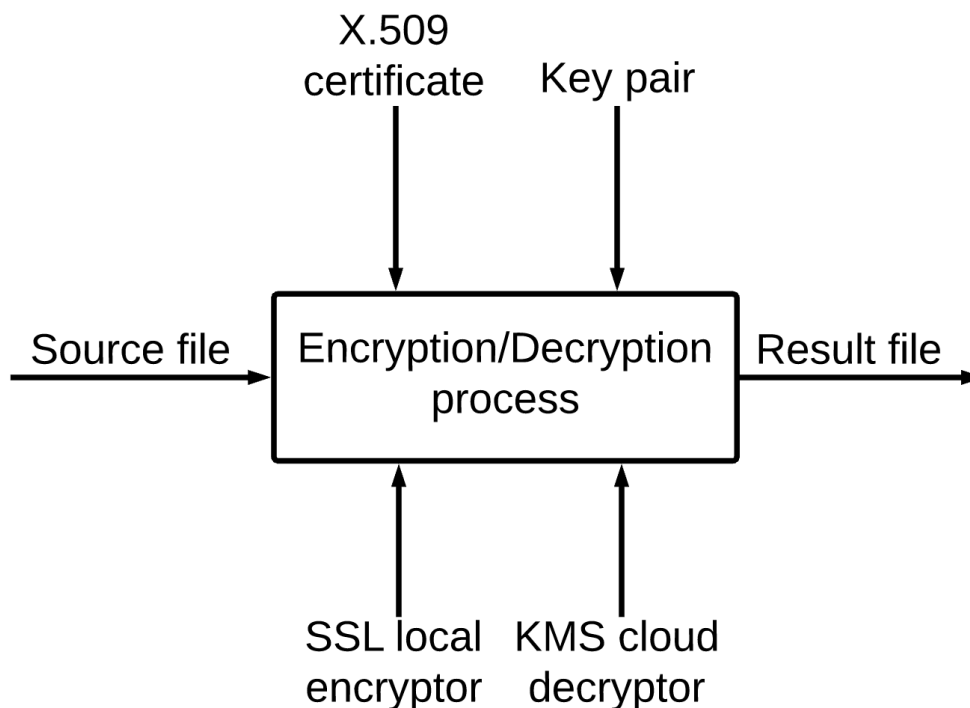 X.509
certificate
Key pair
Source file
Encryption/Decryption
process
Result file
SSL local
encryptor
KMS cloud
decryptor